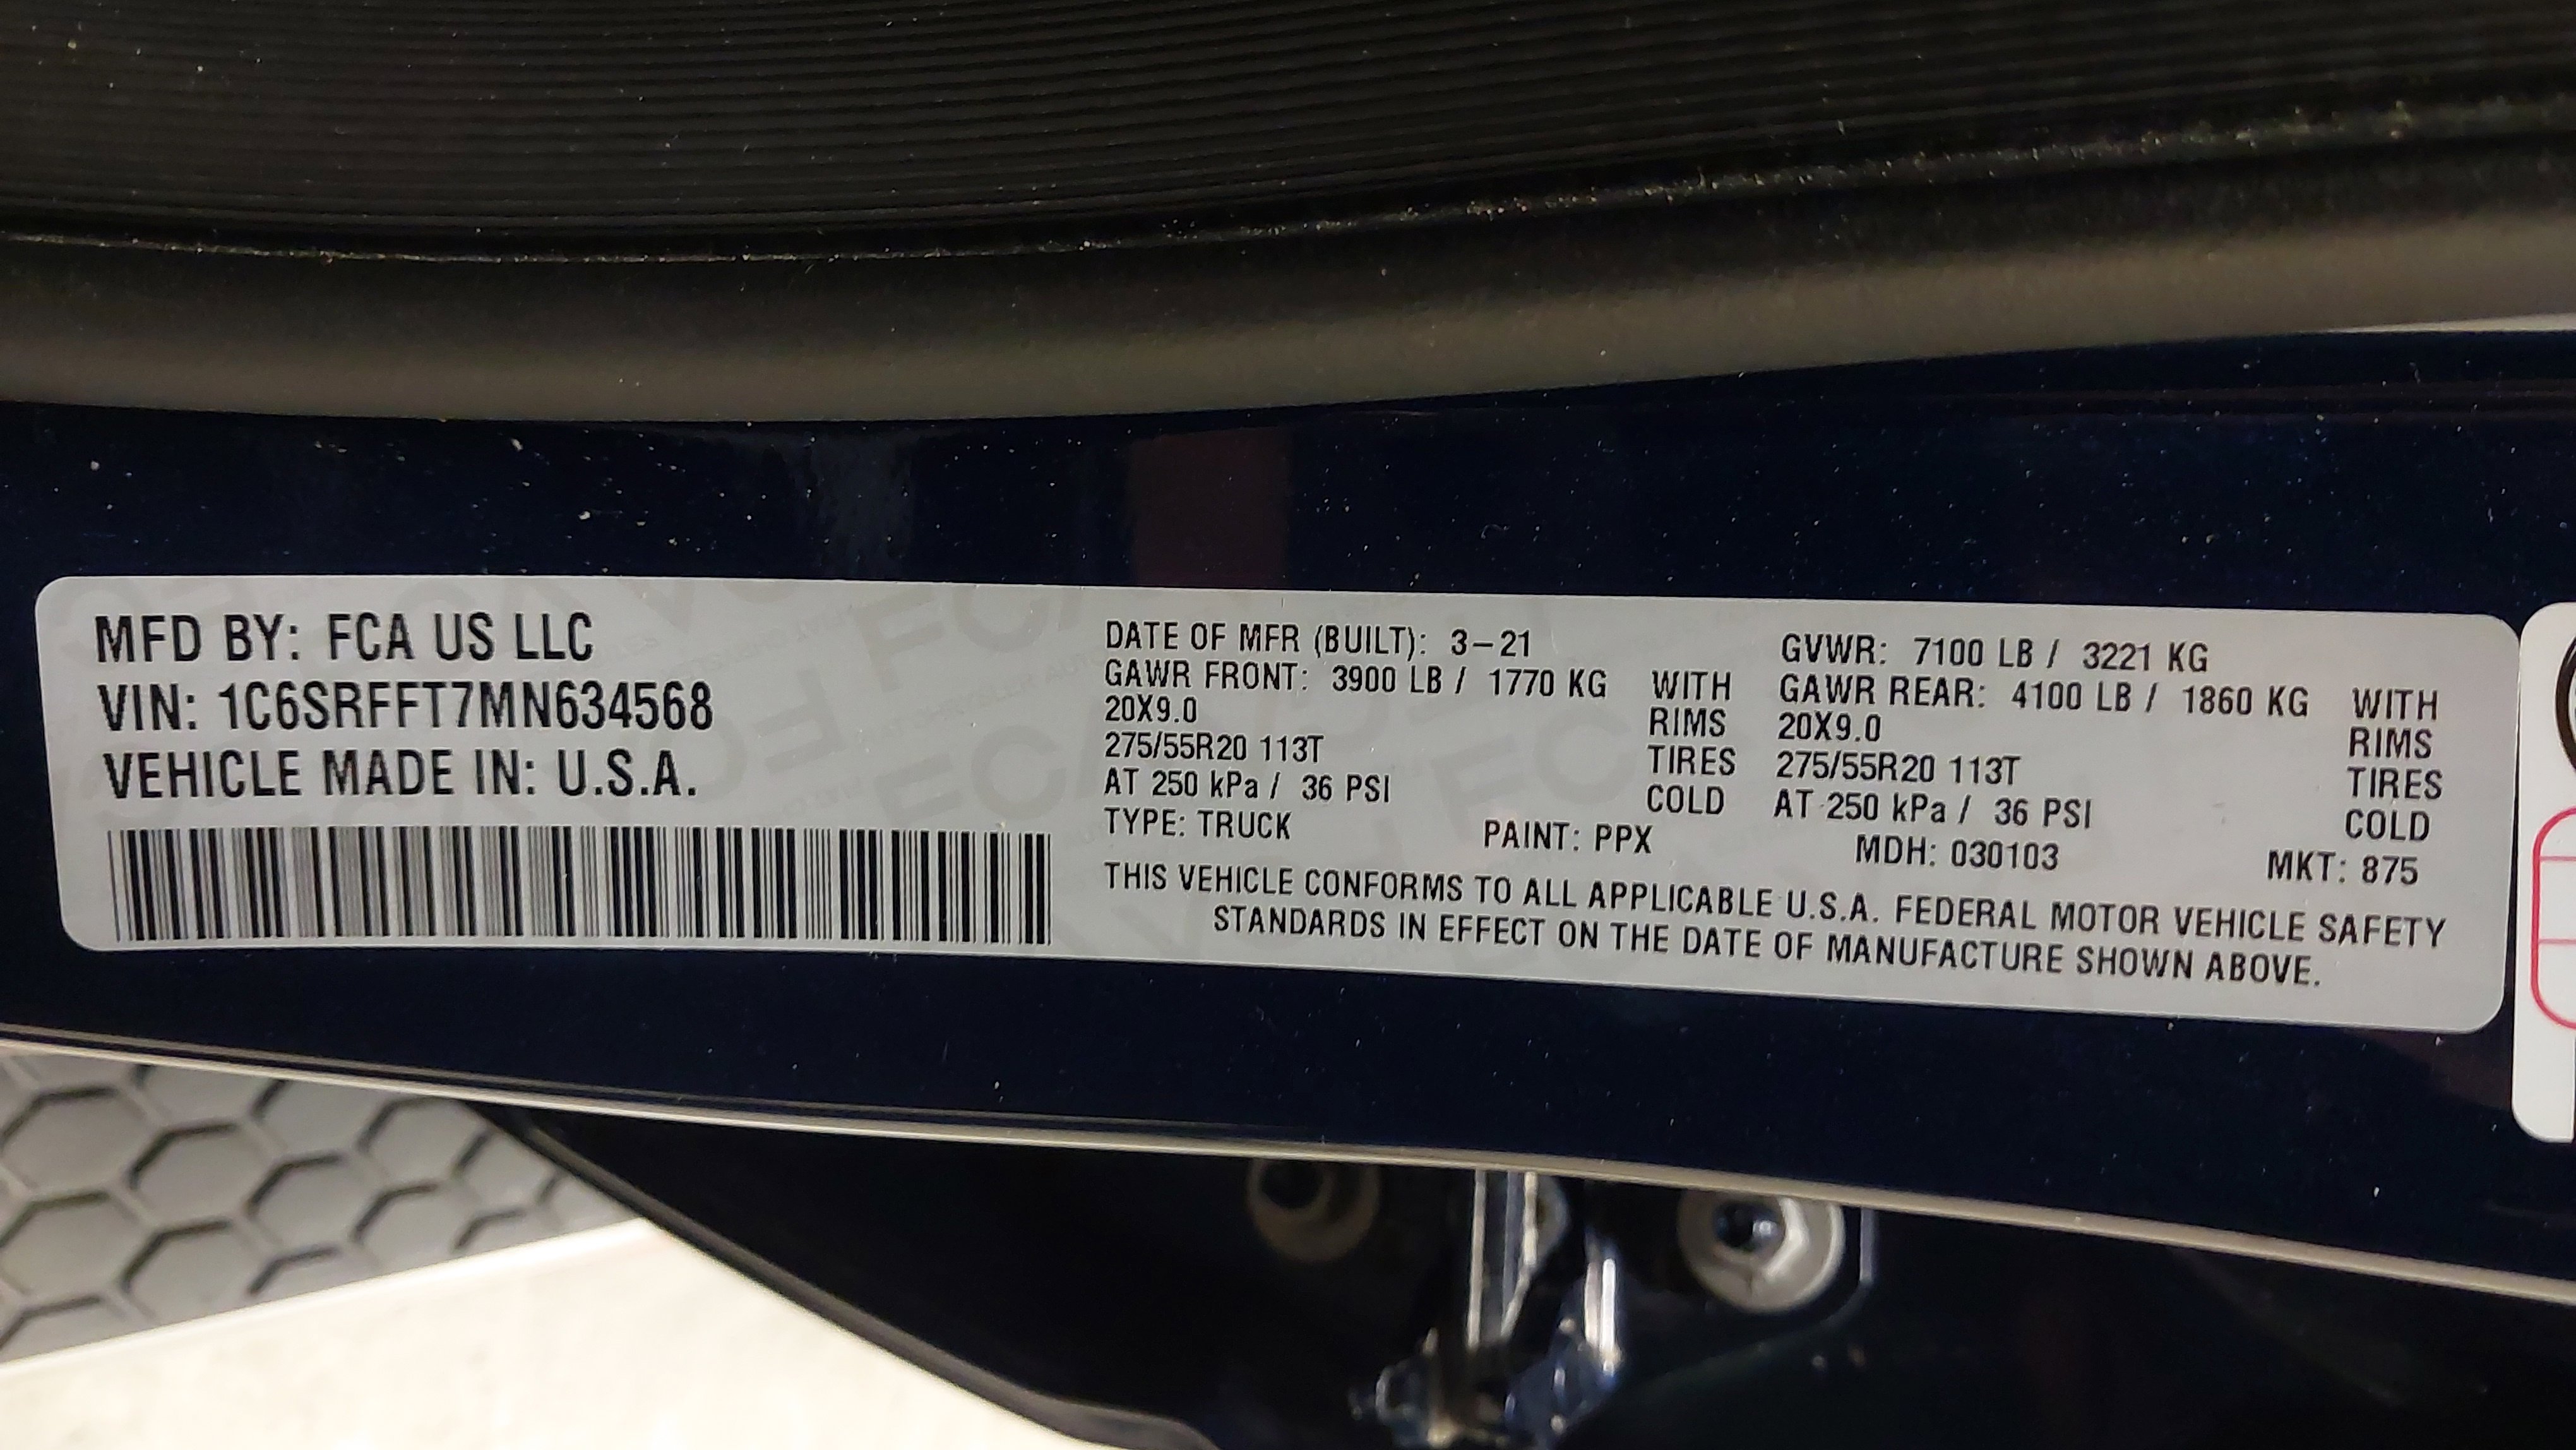 MFD BY: FCA US LLC
VIN: 1C6SRFFT7MN634568
VEHICLE MADE IN: U.S.A.
DATE OF MFR (BUILT): 3-21
GAWR FRONT: 3900 LB / 1770 KG WITH
20X9.0 RIMS
275/55R20 113T TIRES
AT 250 kPa / 36 PSI COLD
GVWR: 7100 LB / 3221 KG
GAWR REAR: 4100 LB / 1860 KG WITH
20X9.0 RIMS
275/55R20 113T TIRES
AT 250 kPa / 36 PSI COLD
TYPE: TRUCK PAINT: PPX MDH: 030103 MKT: 875
THIS VEHICLE CONFORMS TO ALL APPLICABLE U.S.A. FEDERAL MOTOR VEHICLE SAFETY
STANDARDS IN EFFECT ON THE DATE OF MANUFACTURE SHOWN ABOVE.